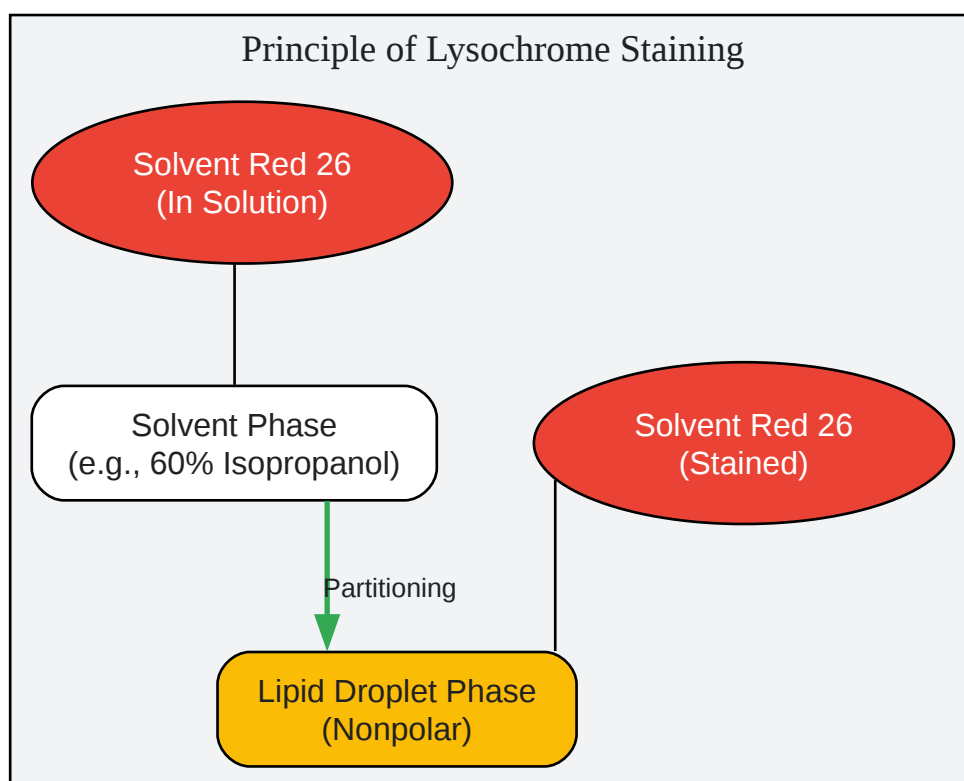 Principle of Lysochrome Staining
Solvent Red 26
(In Solution)
Solvent Phase
(e.g., 60% Isopropanol)
Solvent Red 26
(Stained)
Partitioning
Lipid Droplet Phase
(Nonpolar)